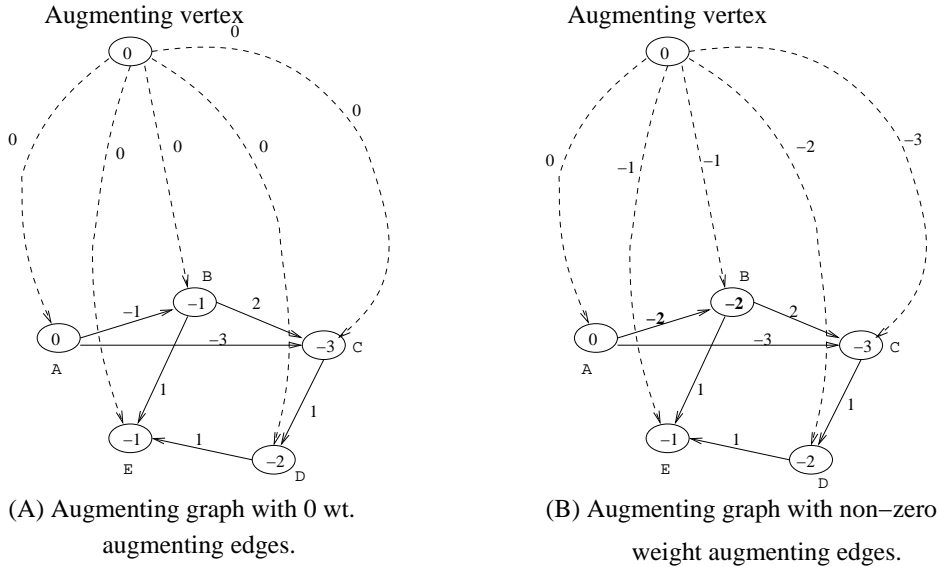 Augmenting vertex
0
0
0
0
0
0
0
B
−1
−1
2
0
A
−3
−3
C
1
1
−1
E
1
−2
D
(A) Augmenting graph with 0 wt.
augmenting edges.
Augmenting vertex
0
0
−1
−1
−2
−3
B
−2
−2
2
0
A
−3
−3
C
1
1
−1
E
1
−2
D
(B) Augmenting graph with non−zero
weight augmenting edges.